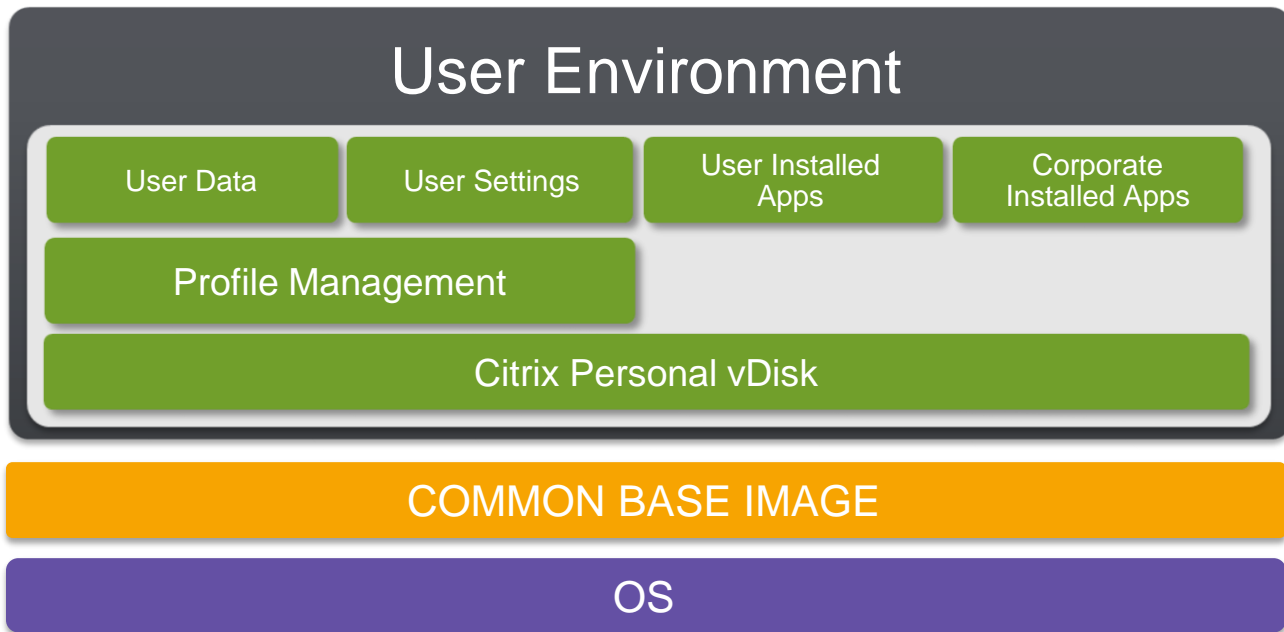 User Environment
User Data
User Settings
User Installed
Apps
Corporate
Installed Apps
Profile Management
Citrix Personal vDisk
COMMON BASE IMAGE
OS